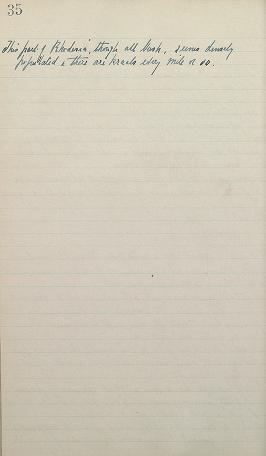 35
This part of Rhodesia, though all bush, seems densely
populated & there are kraals every mile or so.